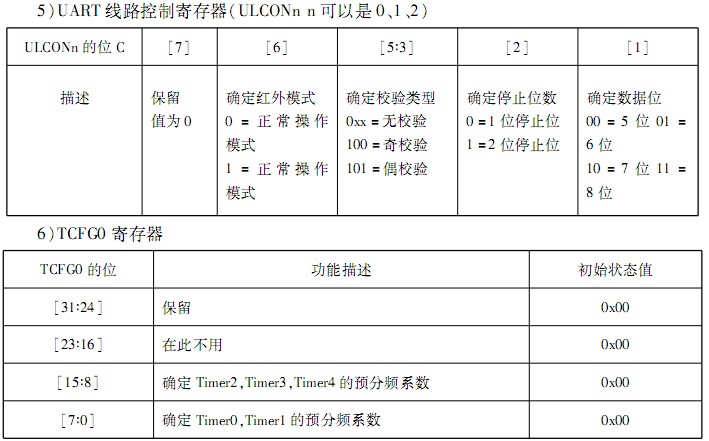 5)UART 线路控制寄存器(ULCONn n 可以是 0、1、2)
ULCONn 的位 C [7] [6] [5:3] [2] [1]
描述 保留 确定红外模式 确定校验类型 确定停止位数 确定数据位
值为 0 0 = 正常操作 0xx = 无校验 0 =1 位停止位 00 = 5 位 01 =
模式 100 = 奇校验 1 =2 位停止位 6 位
1 = 正常操作 101 = 偶校验 10 = 7 位 11 =
模式 8 位
6)TCFG0 寄存器
TCFG0 的位 功能描述 初始状态值
[31:24] 保留 0x00
[23:16] 在此不用 0x00
[15:8] 确定 Timer2,Timer3,Timer4 的预分频系数 0x00
[7:0] 确定 Timer0,Timer1 的预分频系数 0x00